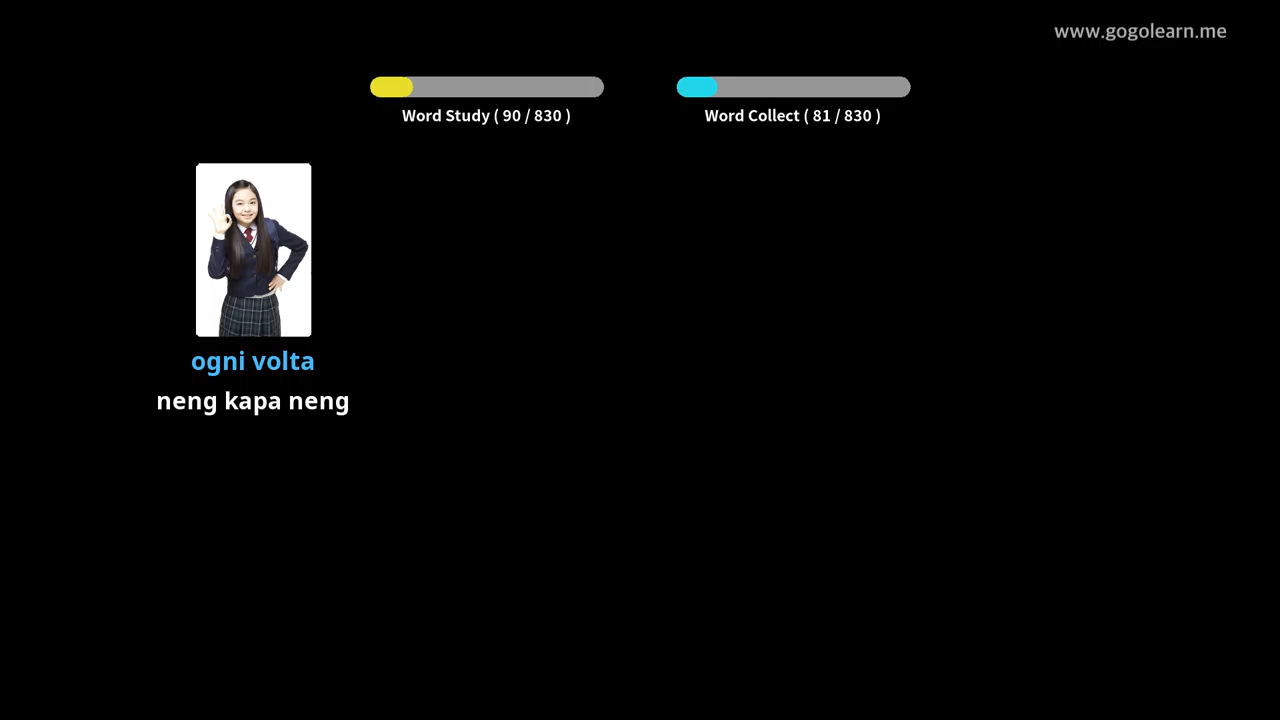 www.gogolearn.me
Word Study ( 90 / 830 )
Word Collect ( 81 / 830 )
ogni volta
neng kapa neng